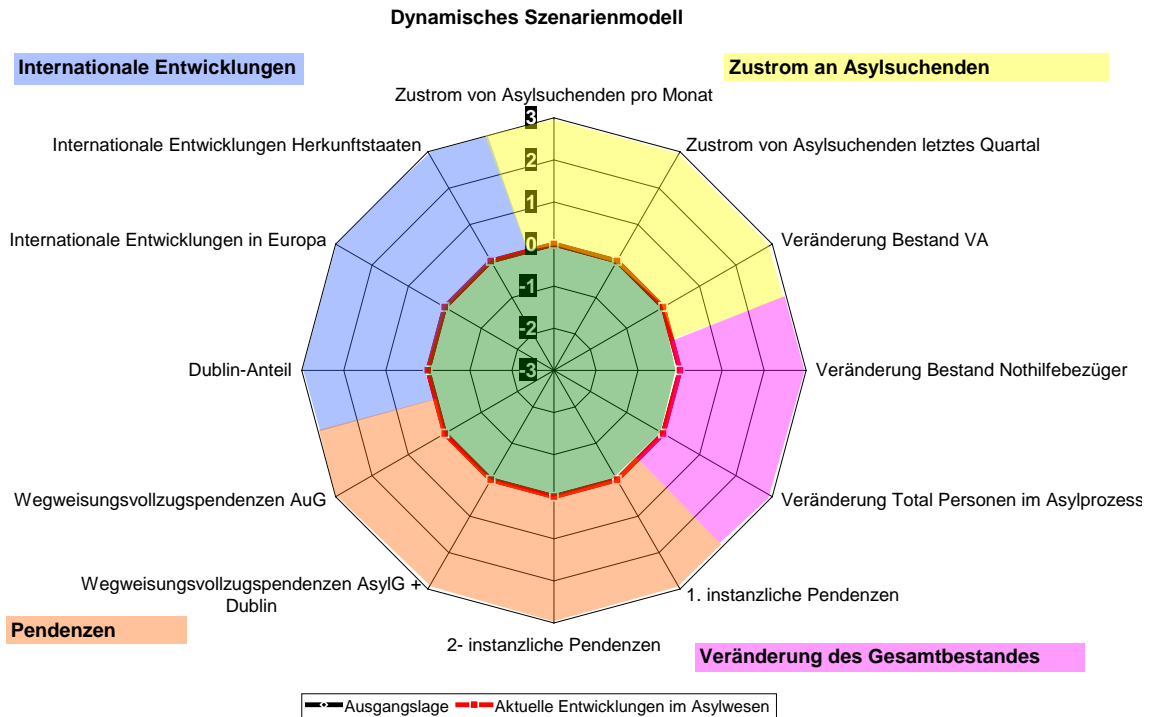 Dynamisches Szenarienmodell
Internationale Entwicklungen
Zustrom an Asylsuchenden
Zustrom von Asylsuchenden pro Monat
Internationale Entwicklungen Herkunftstaaten
Zustrom von Asylsuchenden letztes Quartal
Internationale Entwicklungen in Europa
Veränderung Bestand VA
Dublin-Anteil
Veränderung Bestand Nothilfebezüger
Wegweisungsvollzugspendenzen AuG
Veränderung Total Personen im Asylprozess
Wegweisungsvollzugspendenzen AsylG +
Dublin
1. instanzliche Pendenzen
2- instanzliche Pendenzen
3
2
1
0
-1
-2
-3
Pendenzen
Veränderung des Gesamtbestandes
Ausgangslage
Aktuelle Entwicklungen im Asylwesen